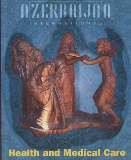 AZERBAIJAN
INTERNATIONAL
Health and Medical Care